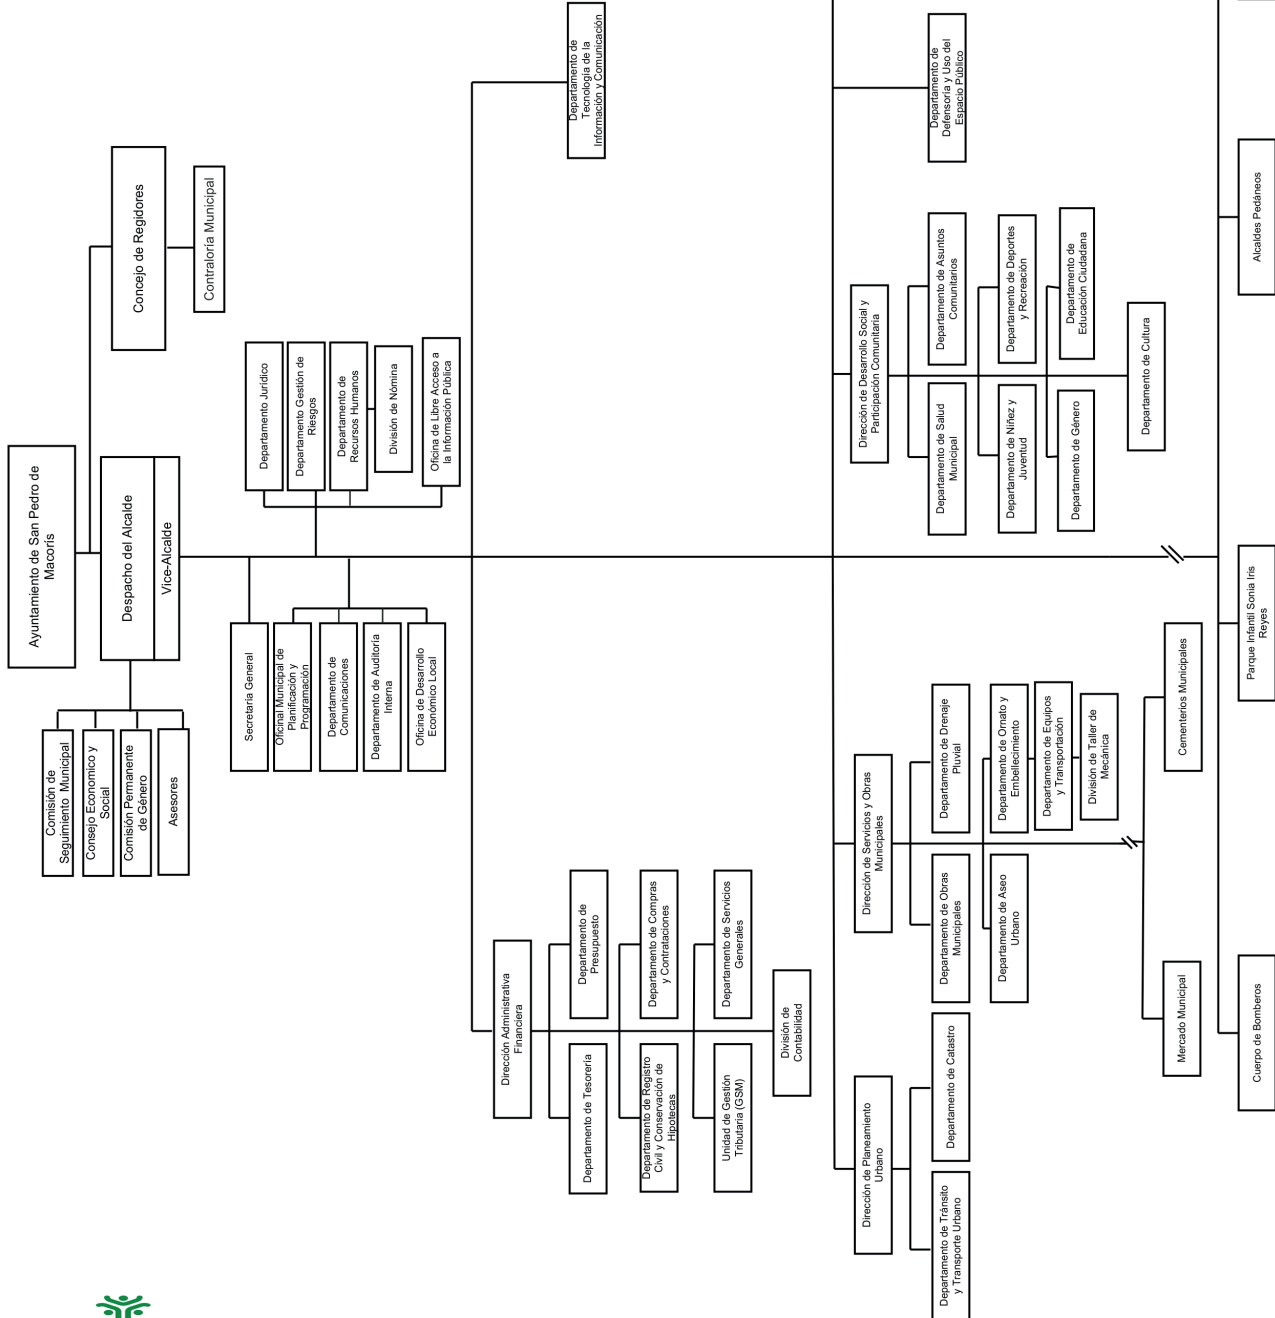 Ayuntamiento de San Pedro de
Macorís
Concejo de Regidores
Contraloría Municipal
Despacho del Alcalde
Vice-Alcalde
Comisión de
Seguimiento Municipal
Consejo Economico y
Social
Comisión Permanente
de Género
Asesores
Departamento Jurídico
Departamento Gestión de
Riesgos
Departamento de
Recursos Humanos
División de Nómina
Oficina de Libre Acceso a
la Información Pública
Secretaría General
Oficinal Municipal de
Planificación y
Programación
Departamento de
Comunicaciones
Departamento de Auditoría
Interna
Oficina de Desarrollo
Económico Local
Dirección Administrativa
Financiera
Departamento de Tesorería
Departamento de
Presupuesto
Departamento de Registro
Civil y Conservación de
Hipotecas
Departamento de Compras
y Contrataciones
Unidad de Gestión
Tributaria (GSM)
Departamento de Servicios
Generales
División de
Contabilidad
Departamento de
Tecnología de la
Información y Comunicación
Dirección de Planeamiento
Urbano
Departamento de Tránsito
y Transporte Urbano
Departamento de Catastro
Dirección de Servicios y Obras
Municipales
Departamento de Obras
Municipales
Departamento de Drenaje
Pluvial
Departamento de Aseo
Urbano
Departamento de Ornato y
Embellecimiento
Departamento de Equipos
y Transportación
División de Taller de
Mecánica
Mercado Municipal
Cementerios Municipales
Dirección de Desarrollo Social y
Participación Comunitaria
Departamento de Salud
Municipal
Departamento de Asuntos
Comunitarios
Departamento de Niñez y
Juventud
Departamento de Deportes
y Recreación
Departamento de Género
Departamento de
Educación Ciudadana
Departamento de Cultura
Departamento de
Defensoría y Uso del
Espacio Público
Cuerpo de Bomberos
Parque Infantil Sonia Iris
Reyes
Alcaldes Pedáneos